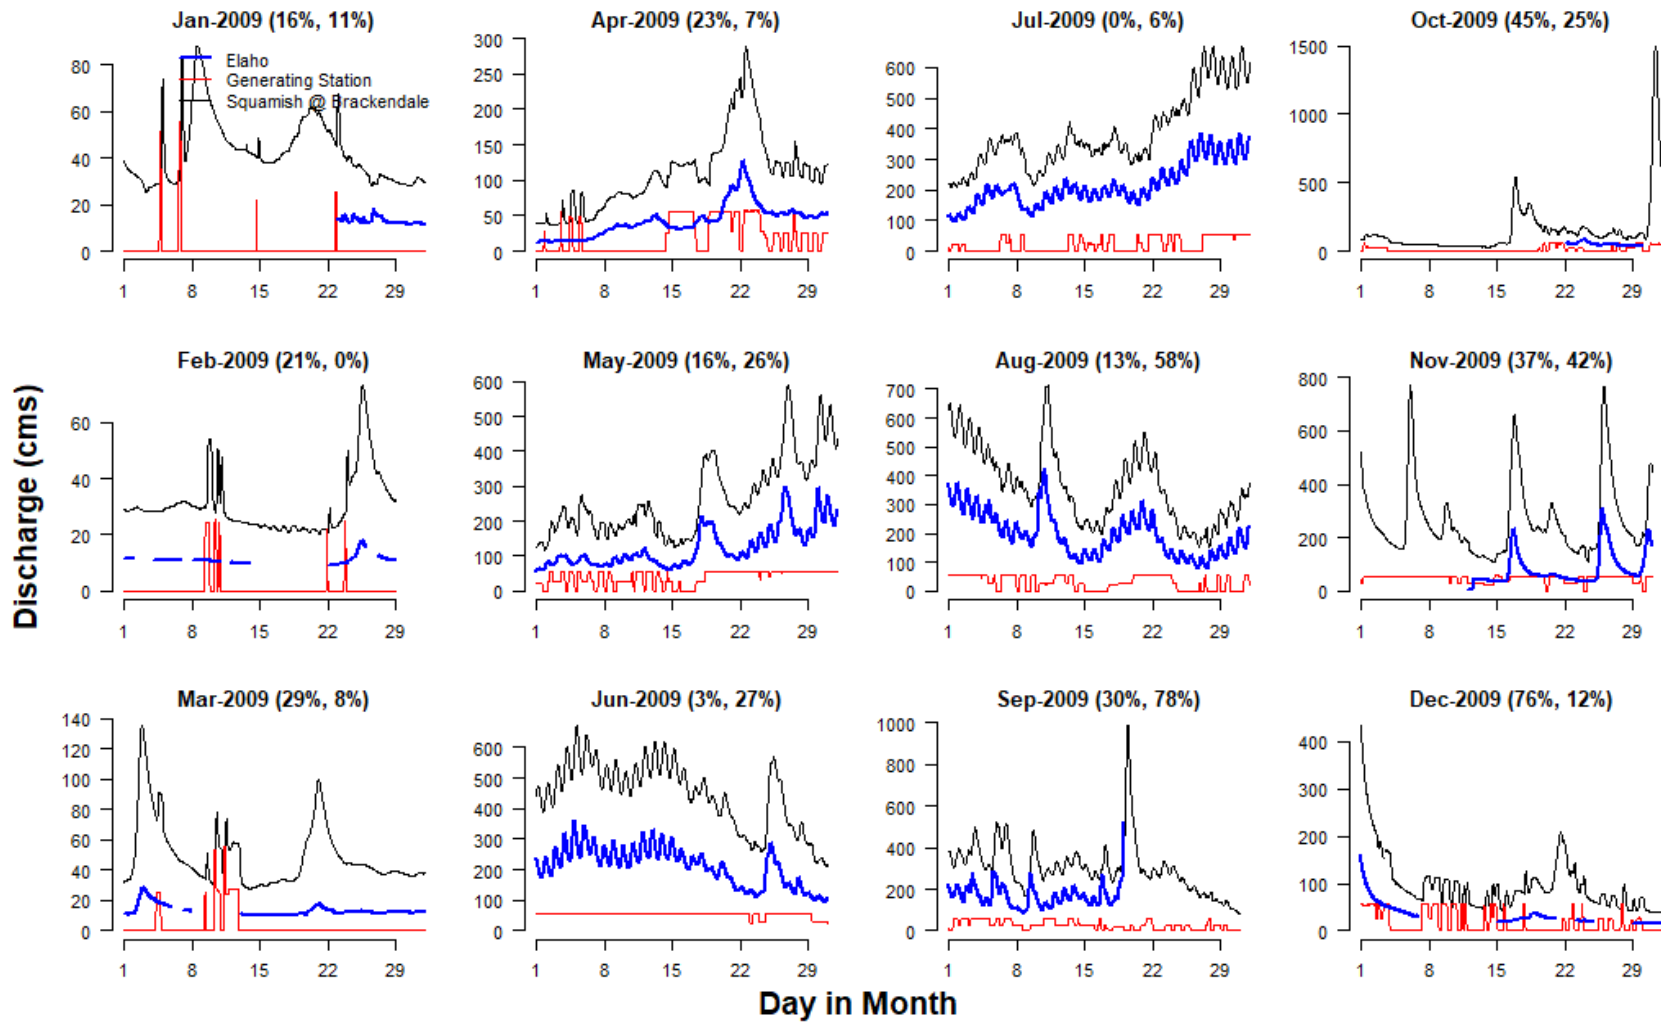 Jan-2009 (16%, 11%)
Elaho
Generating Station
Squamish @ Brackendale
0
20
40
60
80
1 8 15 22 29
Apr-2009 (23%, 7%)
0
50
100
150
200
250
300
1 8 15 22 29
Jul-2009 (0%, 6%)
0
100
200
300
400
500
600
1 8 15 22 29
Oct-2009 (45%, 25%)
0
500
1000
1500
1 8 15 22 29
Feb-2009 (21%, 0%)
0
20
40
60
1 8 15 22 29
May-2009 (16%, 26%)
0
100
200
300
400
500
600
1 8 15 22 29
Aug-2009 (13%, 58%)
0
100
200
300
400
500
600
700
1 8 15 22 29
Nov-2009 (37%, 42%)
0
200
400
600
800
1 8 15 22 29
Mar-2009 (29%, 8%)
0
20
40
60
80
100
120
140
1 8 15 22 29
Jun-2009 (3%, 27%)
0
100
200
300
400
500
600
1 8 15 22 29
Sep-2009 (30%, 78%)
0
200
400
600
800
1000
1 8 15 22 29
Dec-2009 (76%, 12%)
0
100
200
300
400
1 8 15 22 29
Discharge (cms)
Day in Month